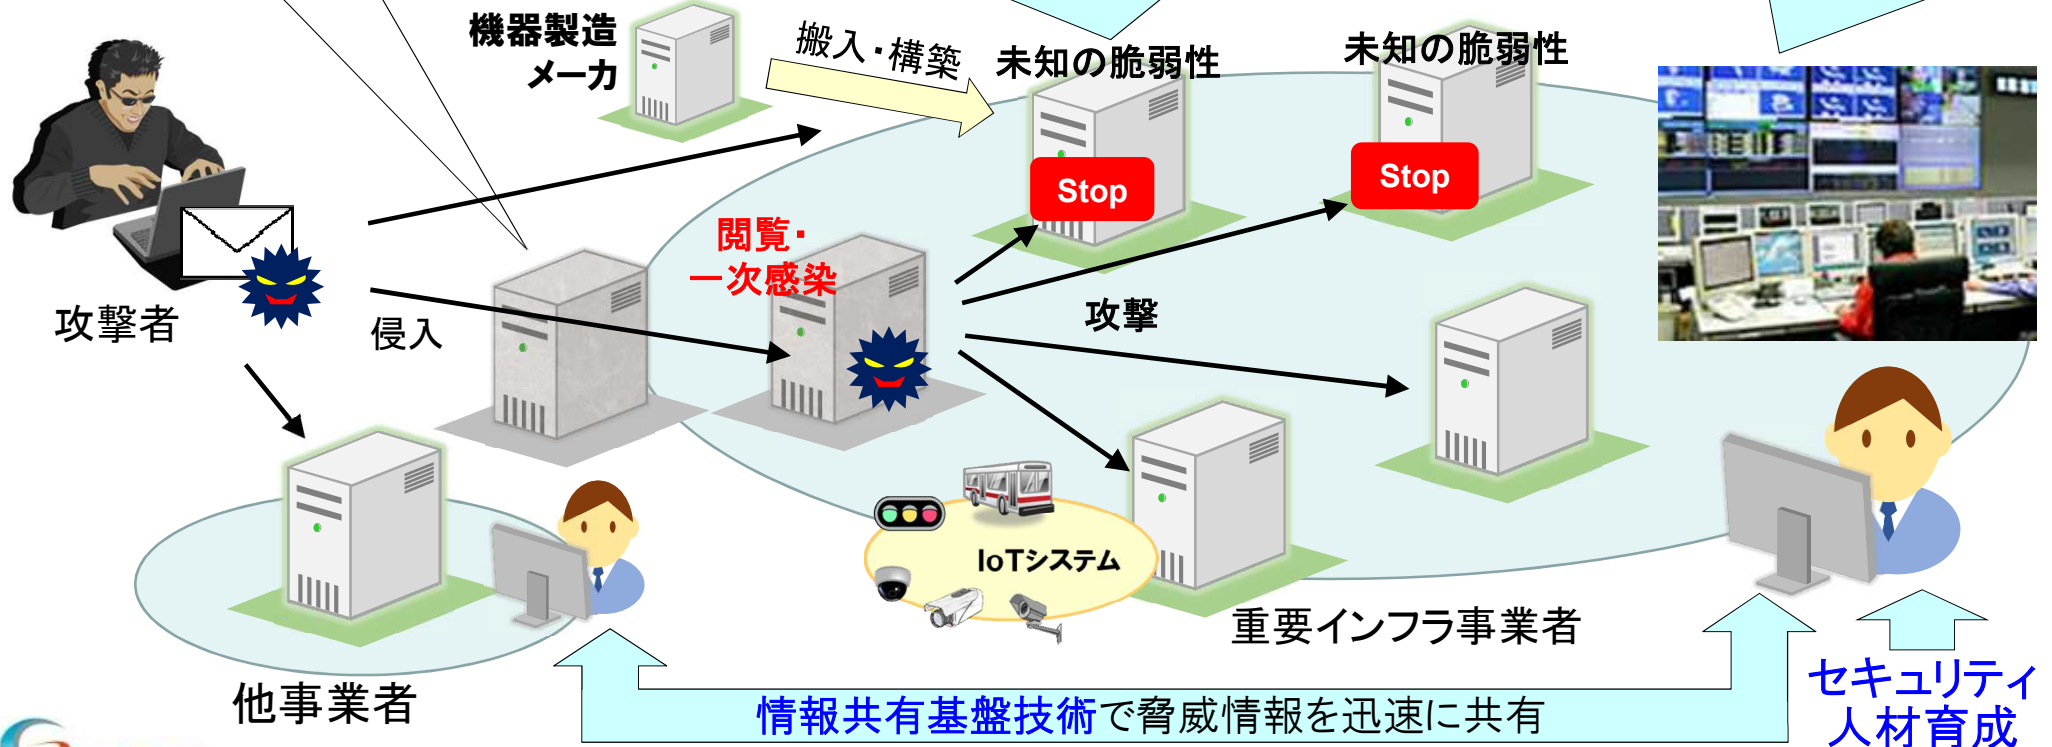 機器製造
メーカ
搬入・構築
未知の脆弱性
未知の脆弱性
Stop
Stop
閲覧・
一次感染
攻撃者
侵入
攻撃
IoTシステム
重要インフラ事業者
他事業者
情報共有基盤技術で脅威情報を迅速に共有
セキュリティ
人材育成